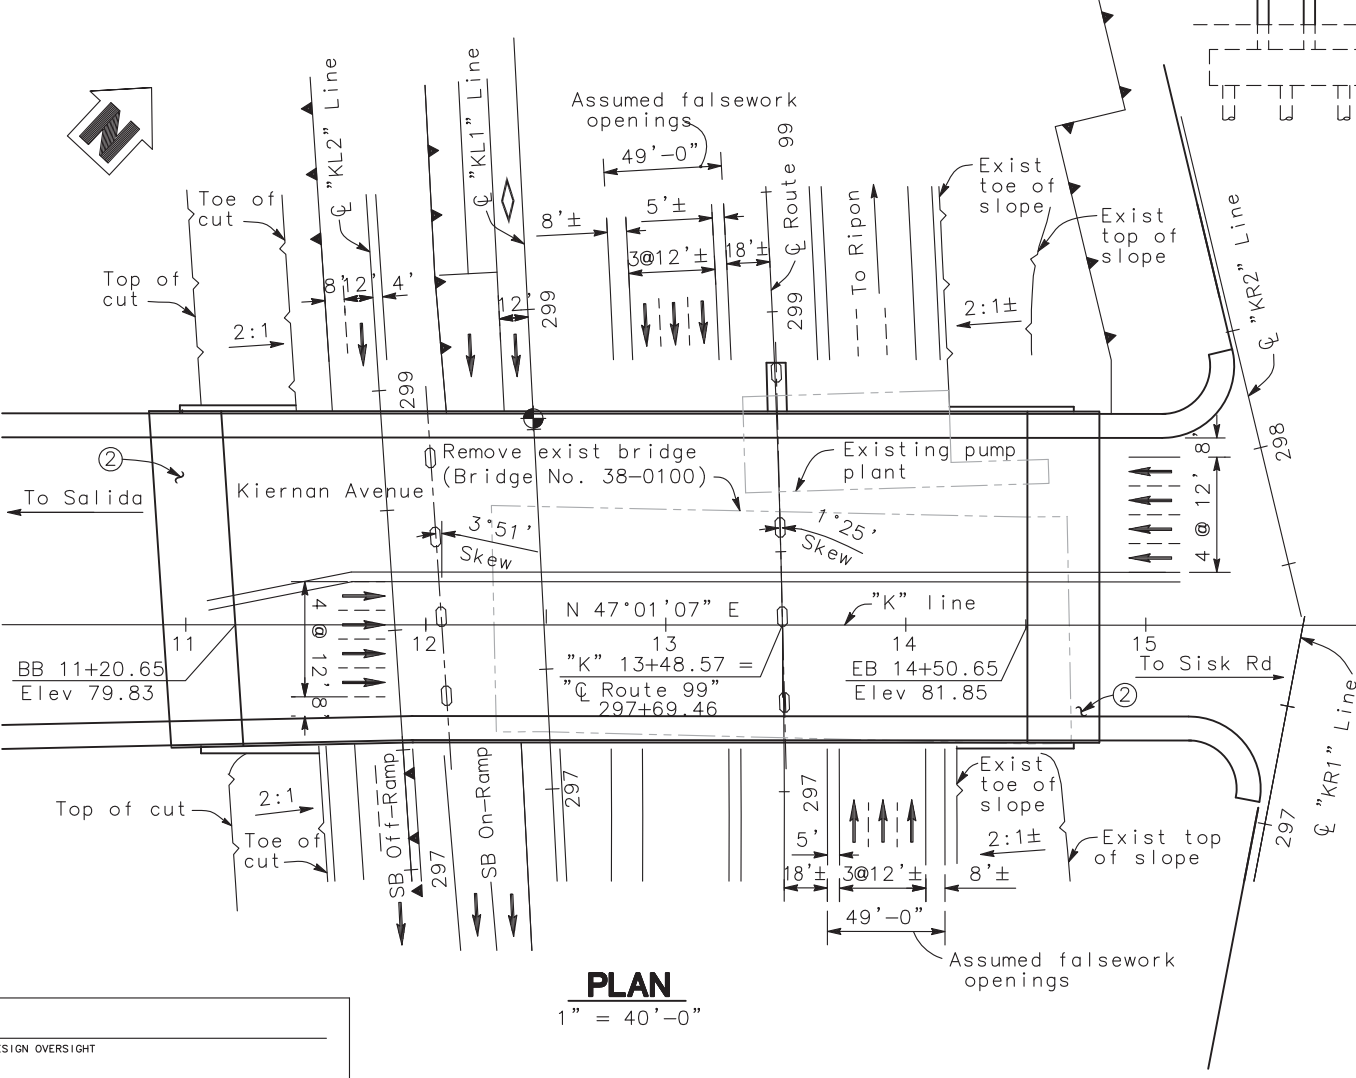 N
"KL2" Line
℄
"KL1" Line
℄
Assumed falsework
openings
49'-0"
℄ Route 99
To Ripon
Exist
toe of
slope
Exist
top of
slope
℄ "KR2" Line
Toe of
cut
Top of
cut
8'±
5'±
3@12'±
18'±
8'
12'
4'
12'
299
299
299
2:1
2:1±
298
2
Remove exist bridge
(Bridge No. 38-0100)
Existing pump
plant
To Salida
Kiernan Avenue
3°51'
Skew
1°25'
Skew
8'
4 @ 12'
4 @ 12'
8'
N 47°01'07" E
"K" line
11
12
13
14
15
BB 11+20.65
Elev 79.83
"K" 13+48.57 =
"℄ Route 99"
297+69.46
EB 14+50.65
Elev 81.85
To Sisk Rd
2
℄ "KR1" Line
297
Top of cut
2:1
Toe of
cut
SB Off-Ramp
297
SB On-Ramp
297
297
Exist
toe of
slope
2:1±
Exist top
of slope
5'
18'±
3@12'±
8'±
49'-0"
Assumed falsework
openings
PLAN
1" = 40'-0"
ESIGN OVERSIGHT